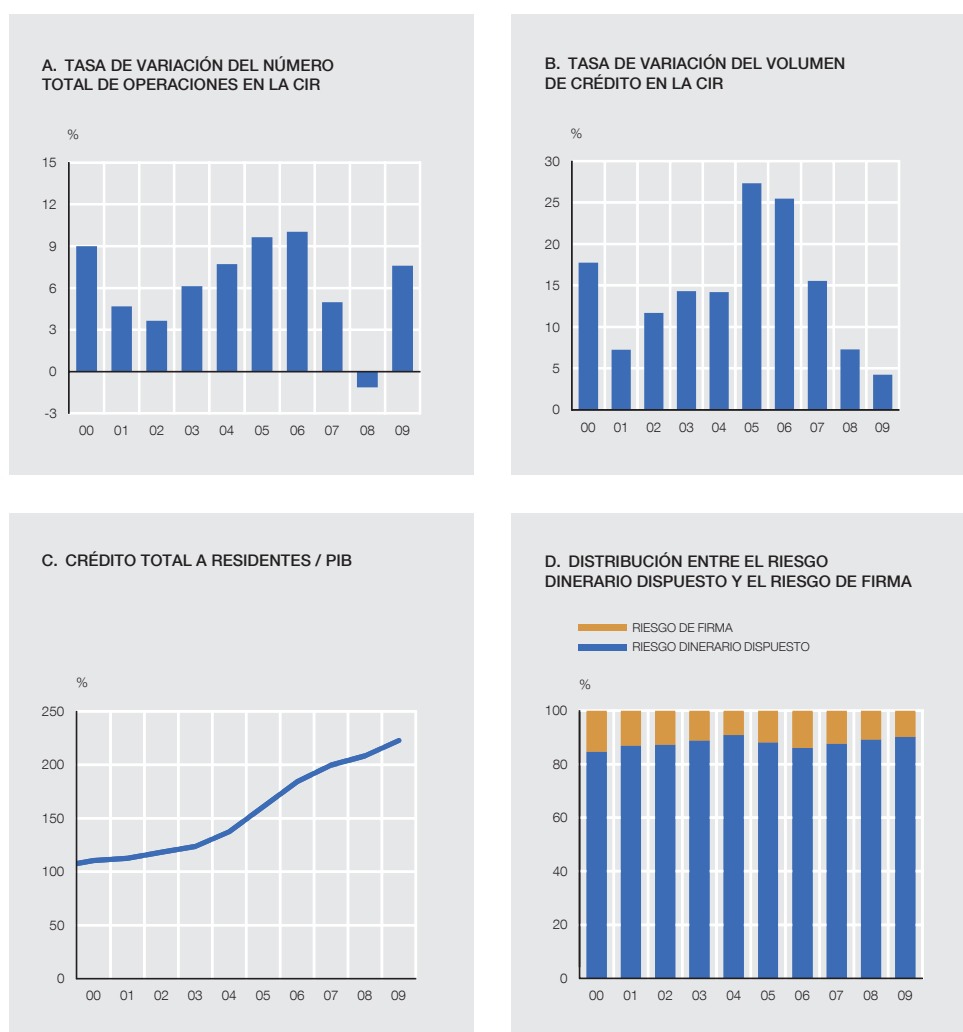 A. TASA DE VARIACIÓN DEL NÚMERO
TOTAL DE OPERACIONES EN LA CIR
%
15
12
9
6
3
0
-3
00 01 02 03 04 05 06 07 08 09
B. TASA DE VARIACIÓN DEL VOLUMEN
DE CRÉDITO EN LA CIR
%
30
25
20
15
10
5
0
00 01 02 03 04 05 06 07 08 09
C. CRÉDITO TOTAL A RESIDENTES / PIB
%
250
200
150
100
50
0
00 01 02 03 04 05 06 07 08 09
D. DISTRIBUCIÓN ENTRE EL RIESGO
DINERARIO DISPUESTO Y EL RIESGO DE FIRMA
RIESGO DE FIRMA
RIESGO DINERARIO DISPUESTO
%
100
80
60
40
20
0
00 01 02 03 04 05 06 07 08 09